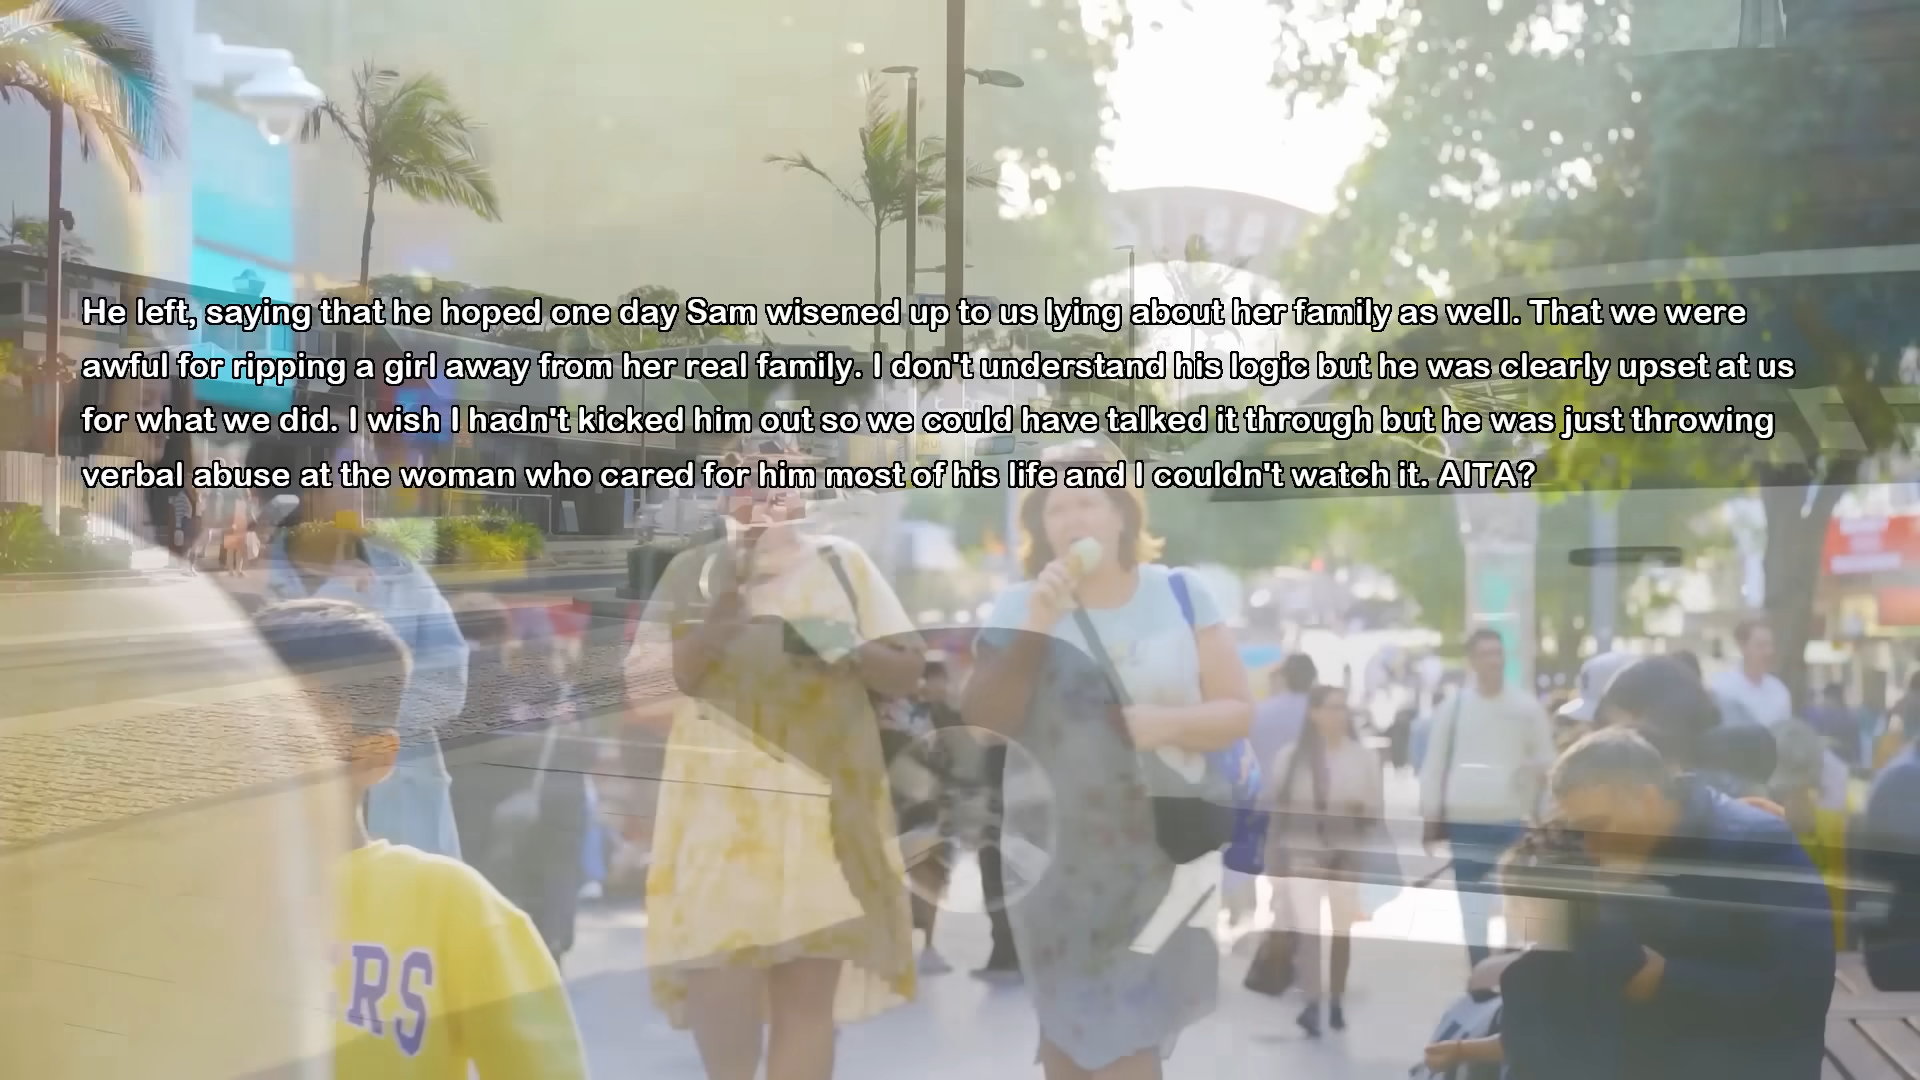 Street
He left, saying that he hoped one day Sam wisened up to us lying about her family as well. That we were
awful for ripping a girl away from her real family. I don't understand his logic but he was clearly upset at us
for what we did. I wish I hadn't kicked him out so we could have talked it through but he was just throwing
verbal abuse at the woman who cared for him most of his life and I couldn't watch it. AITA?
RS